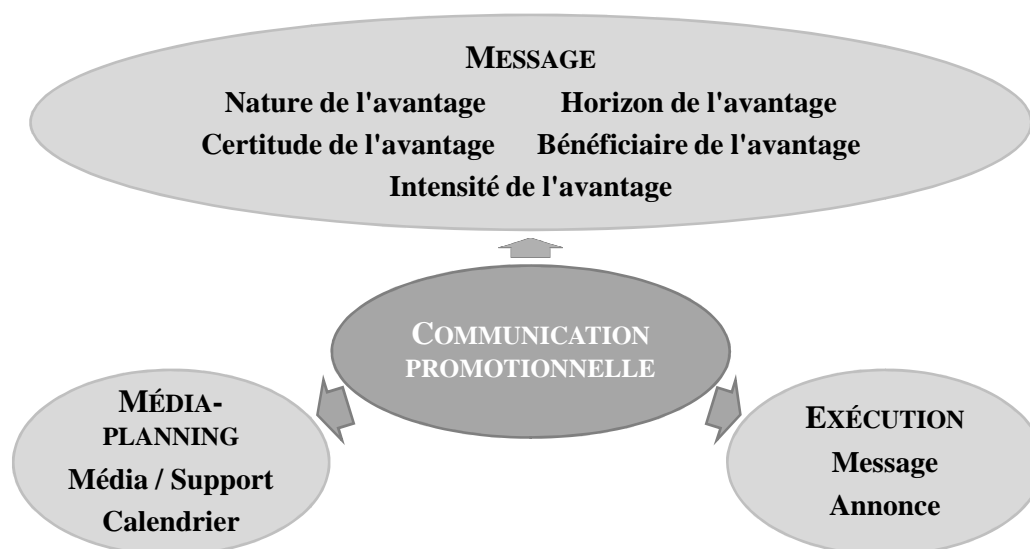 MESSAGE
Nature de l'avantage Horizon de l'avantage
Certitude de l'avantage Bénéficiaire de l'avantage
Intensité de l'avantage
COMMUNICATION
PROMOTIONNELLE
MÉDIA-
PLANNING
Média / Support
Calendrier
EXÉCUTION
Message
Annonce